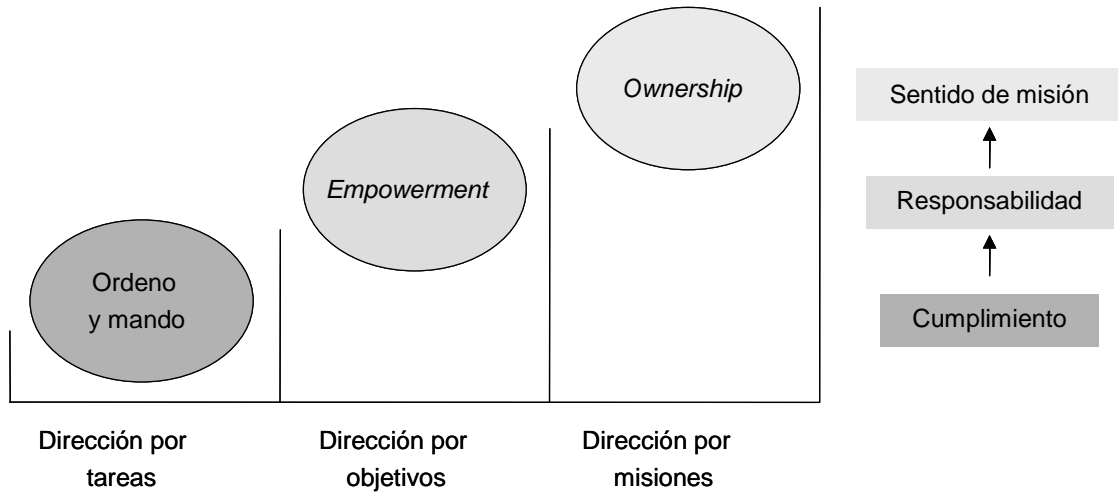 Ownership
Sentido de misión
Empowerment
Responsabilidad
Ordeno
y mando
Cumplimiento
Dirección por
tareas
Dirección por
objetivos
Dirección por
misiones